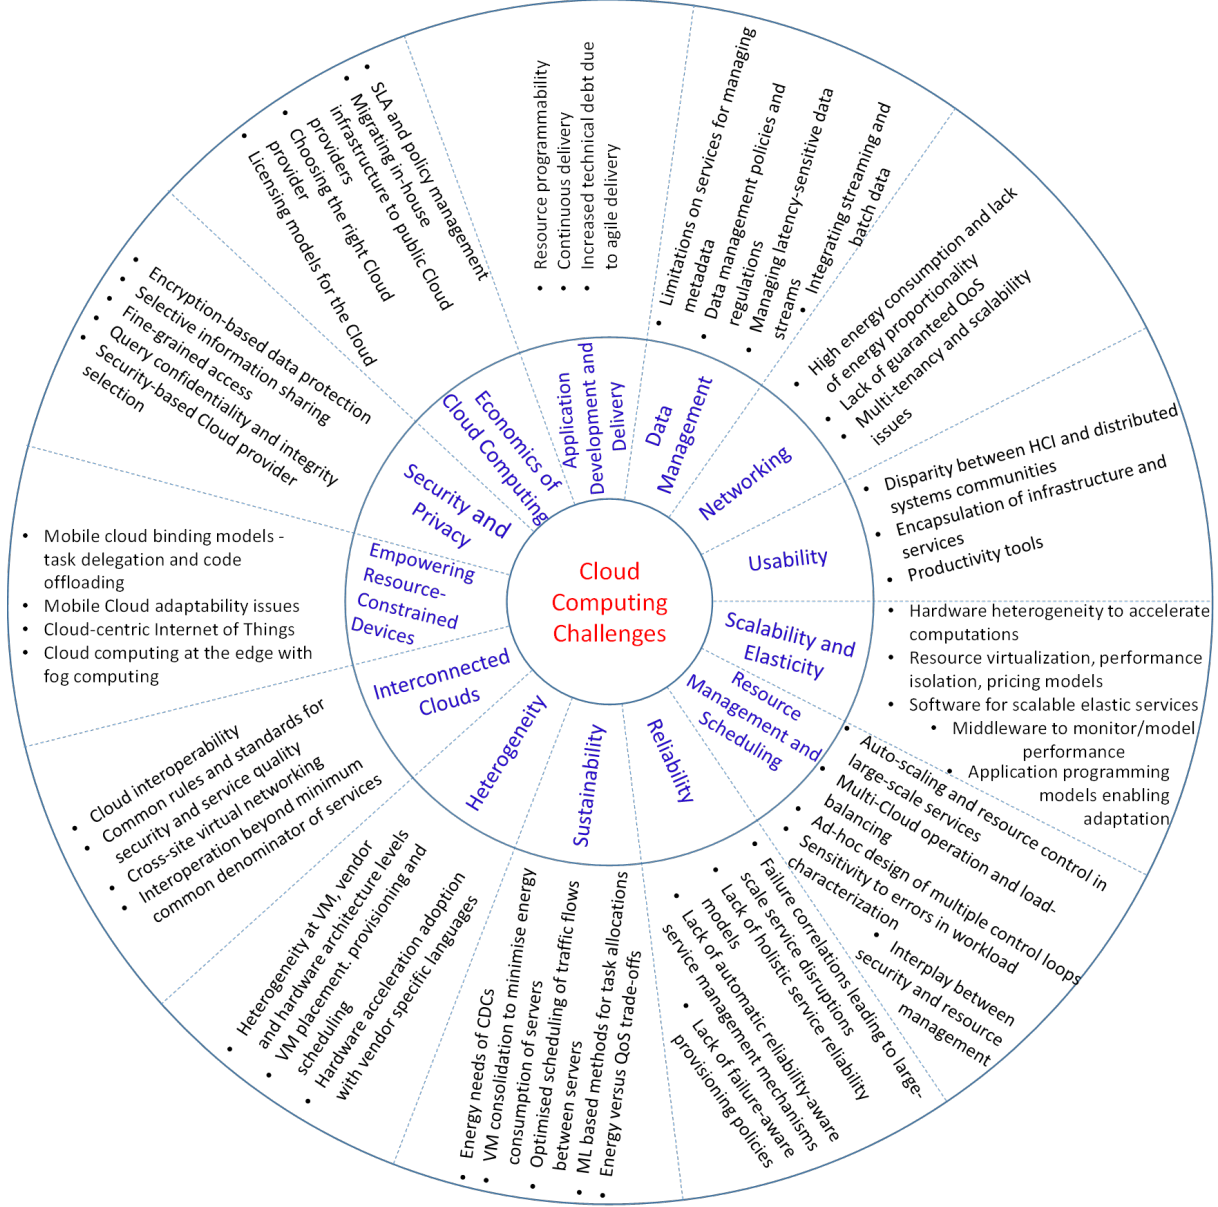 Cloud
Computing
Challenges
Scalability and
Elasticity
• Hardware heterogeneity to accelerate
computations
• Resource virtualization, performance
isolation, pricing models
• Software for scalable elastic services
• Middleware to monitor/model
performance
• Application programming
models enabling
adaptation
Resource
Management and
Scheduling
• Auto-scaling and resource control in
large-scale services
• Multi-Cloud operation and load-
balancing
• Ad-hoc design of multiple control loops
• Sensitivity to errors in workload
characterization
• Interplay between
security and resource
management
Reliability
• Failure correlations leading to large-
scale service disruptions
• Lack of holistic service reliability
models
• Lack of automatic reliability-aware
service management mechanisms
• Lack of failure-aware
provisioning policies
Sustainability
• Energy needs of CDCs
• VM consolidation to minimise energy
consumption of servers
• Optimised scheduling of traffic flows
between servers
• ML based methods for task allocations
• Energy versus QoS trade-offs
Heterogeneity
• Heterogeneity at VM, vendor
and hardware architecture levels
• VM placement. provisioning and
scheduling
• Hardware acceleration adoption
with vendor specific languages
Interconnected
Clouds
• Cloud interoperability
• Common rules and standards for
security and service quality
• Cross-site virtual networking
• Interoperation beyond minimum
common denominator of services
Empowering
Resource-
Constrained
Devices
• Mobile cloud binding models -
task delegation and code
offloading
• Mobile Cloud adaptability issues
• Cloud-centric Internet of Things
• Cloud computing at the edge with
fog computing
Security and
Privacy
• Encryption-based data protection
• Selective information sharing
• Fine-grained access
• Query confidentiality and integrity
• Security-based Cloud provider
selection
Economics of
Cloud Computing
• SLA and policy management
• Migrating in-house
infrastructure to public Cloud
providers
• Choosing the right Cloud
provider
• Licensing models for the Cloud
Application
Development and
Delivery
• Resource programmability
• Continuous delivery
• Increased technical debt due
to agile delivery
Data
Management
• Limitations on services for managing
metadata
• Data management policies and
regulations
• Managing latency-sensitive data
streams
• Integrating streaming and
batch data
Networking
• High energy consumption and lack
of energy proportionality
• Lack of guaranteed QoS
• Multi-tenancy and scalability
issues
Usability
• Disparity between HCI and distributed
systems communities
• Encapsulation of infrastructure and
services
• Productivity tools